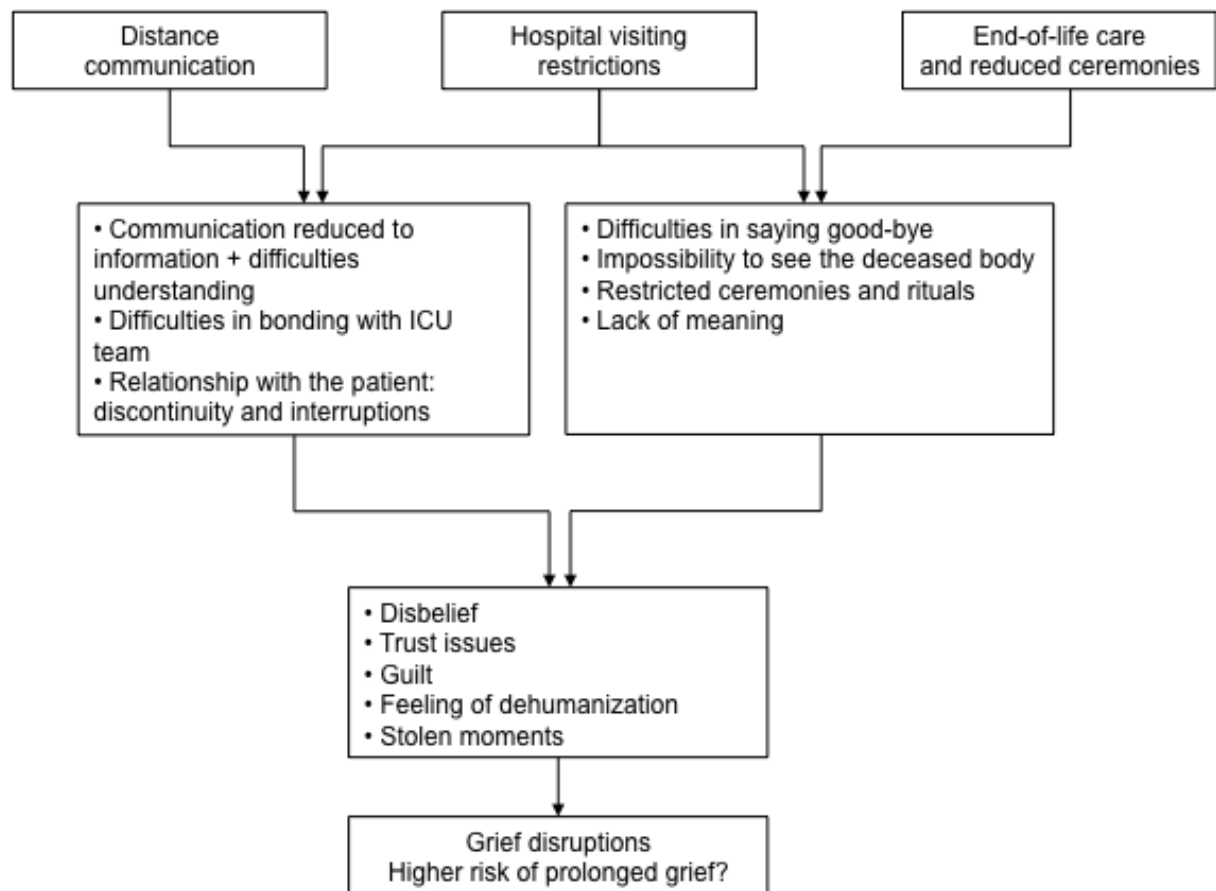 Distance
communication
Hospital visiting
restrictions
End-of-life care
and reduced ceremonies
• Communication reduced to
information + difficulties
understanding
• Difficulties in bonding with ICU
team
• Relationship with the patient:
discontinuity and interruptions
• Difficulties in saying good-bye
• Impossibility to see the deceased body
• Restricted ceremonies and rituals
• Lack of meaning
• Disbelief
• Trust issues
• Guilt
• Feeling of dehumanization
• Stolen moments
Grief disruptions
Higher risk of prolonged grief?